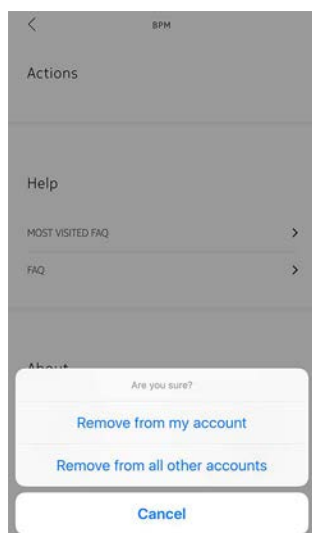 BPM
Actions
Help
MOST VISITED FAQ
FAQ
About
Are you sure?
Remove from my account
Remove from all other accounts
Cancel